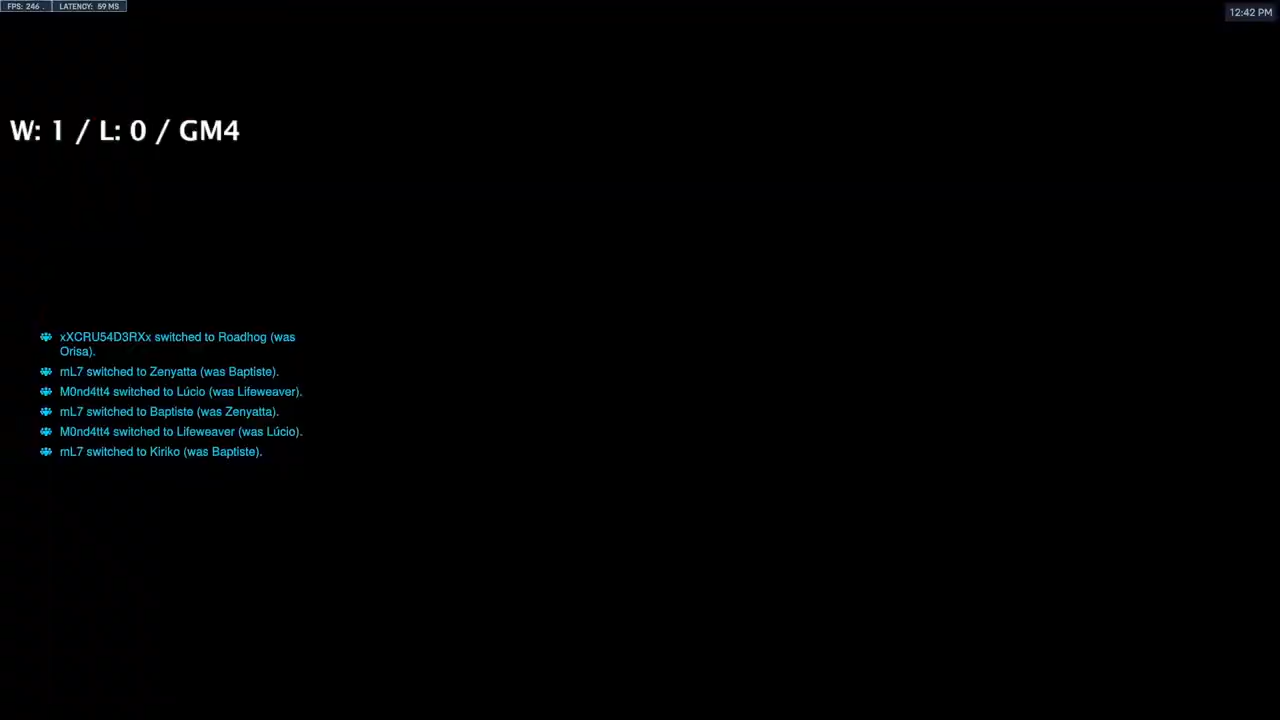 FPS: 246 . LATENCY: 59 MS
12:42 PM
W: 1 / L: 0 / GM4
xXCRU54D3RXx switched to Roadhog (was
Orisa).
mL7 switched to Zenyatta (was Baptiste).
M0nd4tt4 switched to Lúcio (was Lifeweaver).
mL7 switched to Baptiste (was Zenyatta).
M0nd4tt4 switched to Lifeweaver (was Lúcio).
mL7 switched to Kiriko (was Baptiste).